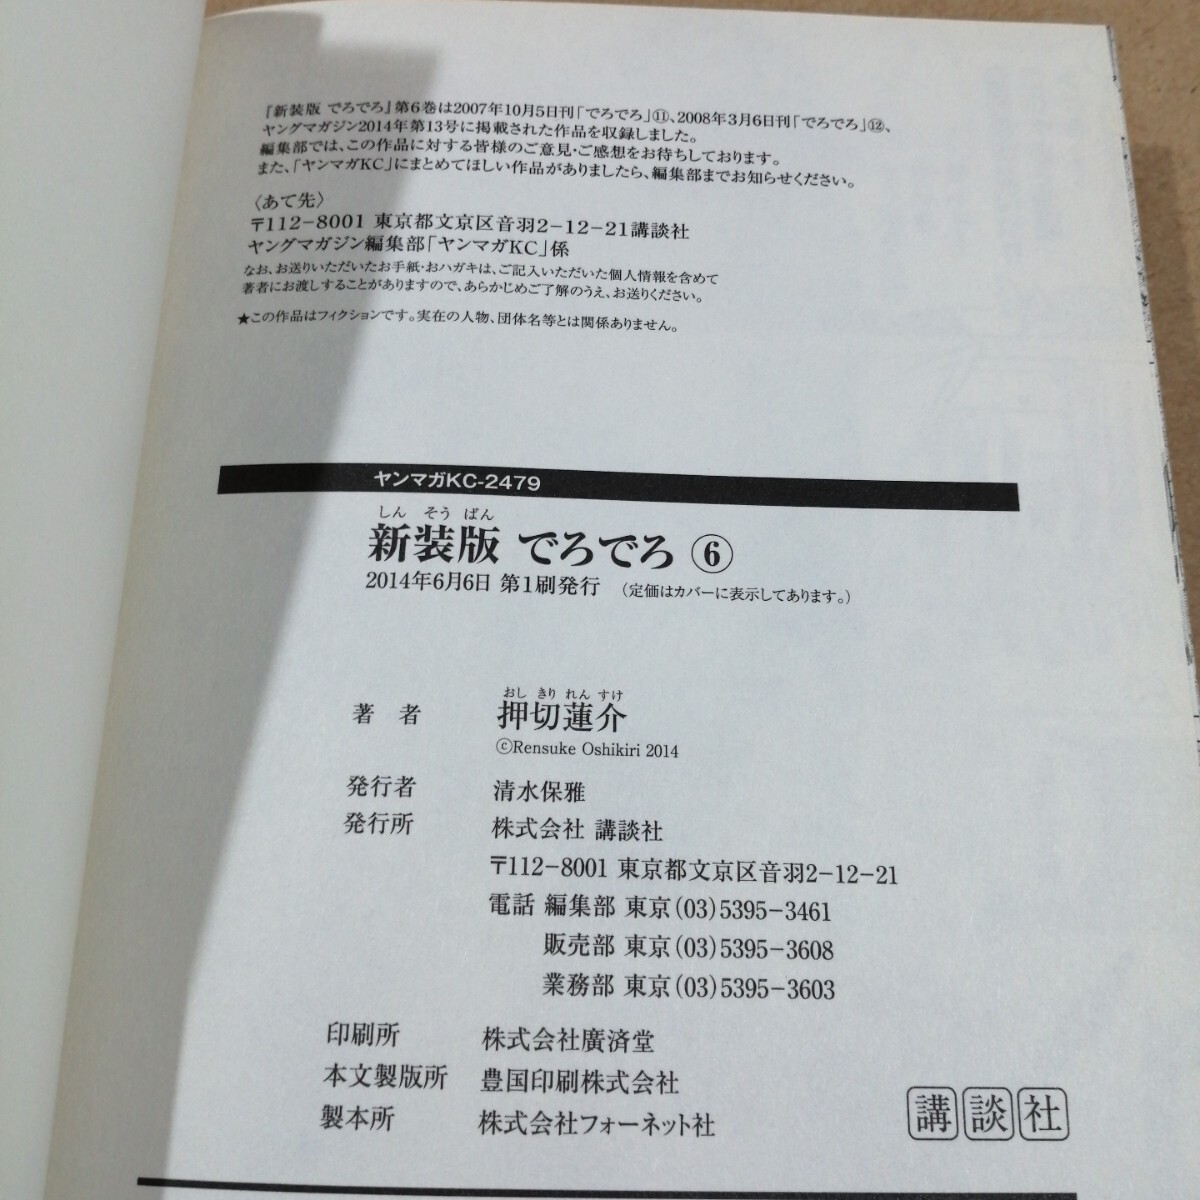 『新装版 でろでろ』第6巻は2007年10月5日刊「でろでろ」⑪、2008年3月6日刊「でろでろ」⑫、
ヤングマガジン2014年第13号に掲載された作品を収録しました。
編集部では、この作品に対する皆様のご意見・ご感想をお待ちしております。
また、「ヤンマガKC」にまとめてほしい作品がありましたら、編集部までお知らせください。
〈あて先〉
〒112-8001 東京都文京区音羽2-12-21講談社
ヤングマガジン編集部「ヤンマガKC」係
なお、お送りいただいたお手紙・おハガキは、ご記入いただいた個人情報を含めて
著者にお渡しすることがありますので、あらかじめご了解のうえ、お送りください。
★この作品はフィクションです。実在の人物、団体名等とは関係ありません。
ヤンマガKC-2479
しん そう ばん
新装版 でろでろ ⑥
2014年6月6日 第1刷発行 （定価はカバーに表示してあります。）
おし きり れん すけ
著者 押切蓮介
©Rensuke Oshikiri 2014
発行者 清水保雅
発行所 株式会社 講談社
〒112-8001 東京都文京区音羽2-12-21
電話 編集部 東京(03)5395-3461
販売部 東京(03)5395-3608
業務部 東京(03)5395-3603
印刷所 株式会社廣済堂
本文製版所 豊国印刷株式会社
製本所 株式会社フォーネット社
講談社